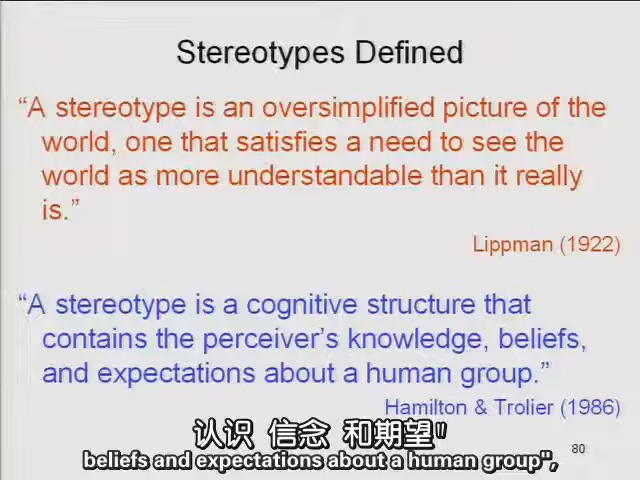 Stereotypes Defined
“A stereotype is an oversimplified picture of the
world, one that satisfies a need to see the
world as more understandable than it really
is.”
Lippman (1922)
“A stereotype is a cognitive structure that
contains the perceiver’s knowledge, beliefs,
and expectations about a human group.”
Hamilton & Trolier (1986)
认识 信念 和期望"
80
beliefs and expectations about a human group",